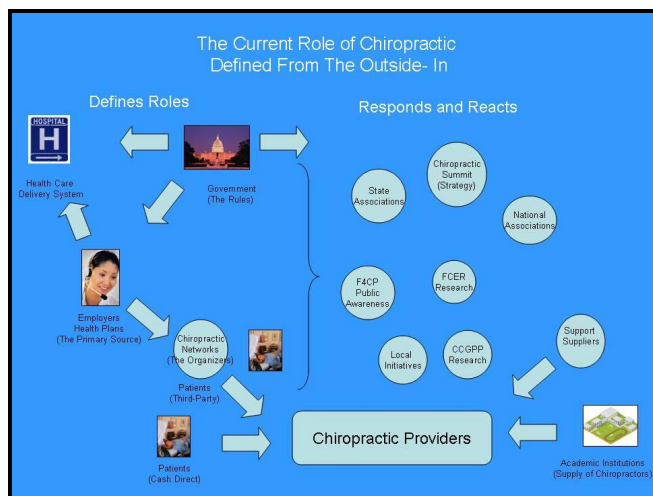 The Current Role of Chiropractic
Defined From The Outside- In
Defines Roles
Responds and Reacts
HOSPITAL
H
Health Care
Delivery System
Government
(The Rules)
Chiropractic
Summit
(Strategy)
State
Associations
National
Associations
Employers
Health Plans
(The Primary Source)
F4CP
Public
Awareness
FCER
Research
Chiropractic
Networks
(The Organizers)
Patients
(Third-Party)
Local
Initiatives
CCGPP
Research
Support
Suppliers
Patients
(Cash Direct)
Chiropractic Providers
Academic Institutions
(Supply of Chiropractors)